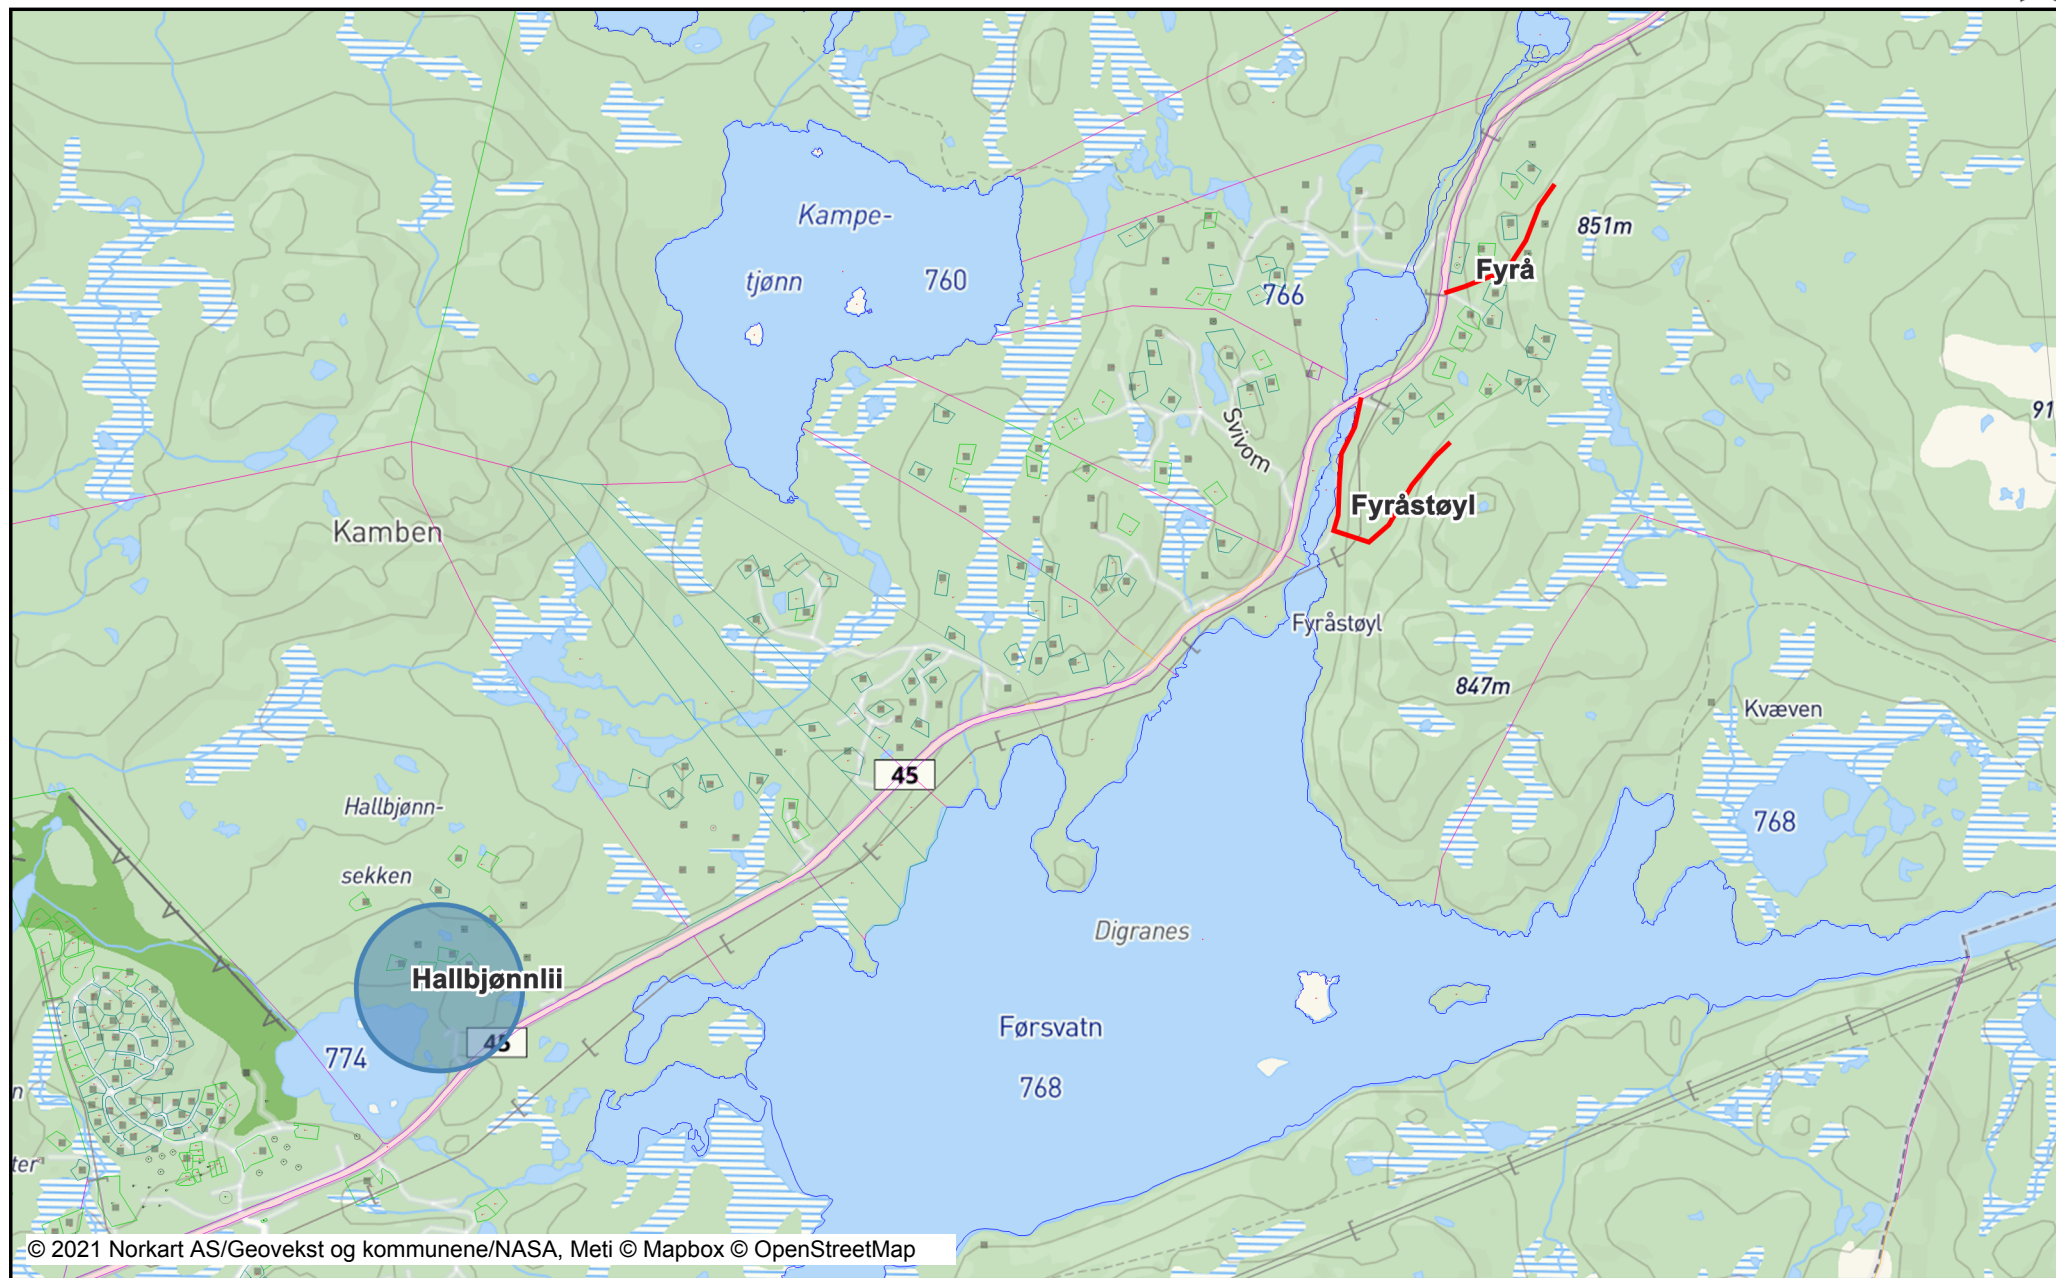 Kampe-
851m
Fyrå
tjønn
760
766
91
Svivom
Fyråstøyl
Kamben
Fyråstøyl
847m
Kvæven
45
Hallbjønn-
768
sekken
Digranes
Hallbjønnlii
Førsvatn
45
774
768
n
ter
© 2021 Norkart AS/Geovekst og kommunene/NASA, Meti © Mapbox © OpenStreetMap